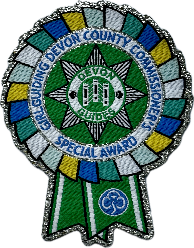 GIRLGUIDING DEVON COUNTY COMMISSIONER'S
SPECIAL AWARD
DEVON
GUIDES